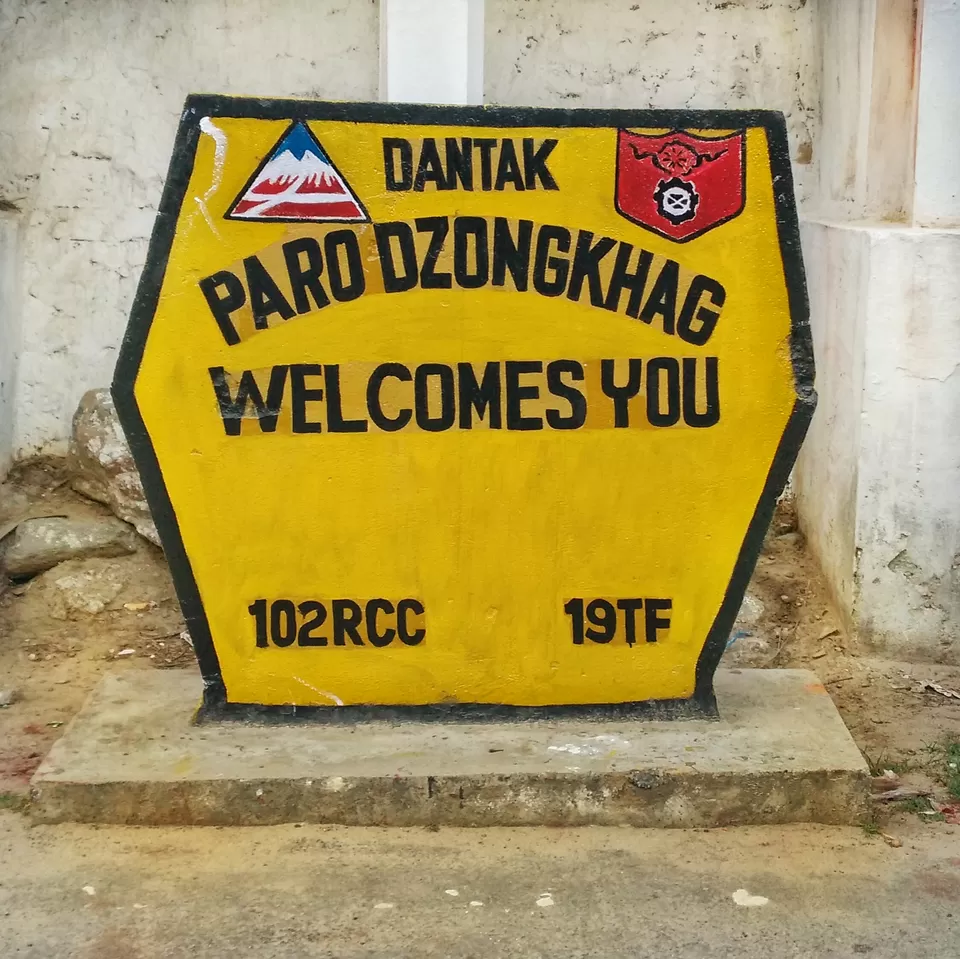 DANTAK
PARO DZONGKHAG
WELCOMES YOU
102RCC 19TF